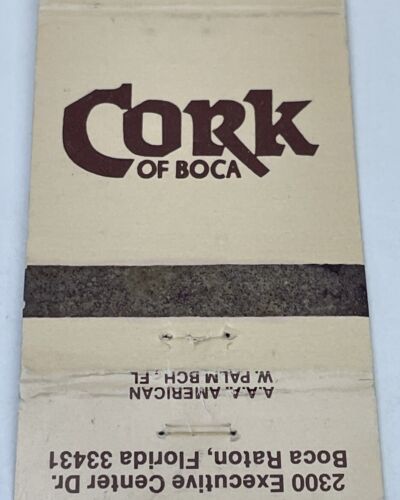 CORK
OF BOCA
A.A.A., AMERICAN
W. PALM BCH., FL
2300 Executive Center Dr.
Boca Raton, Florida 33431